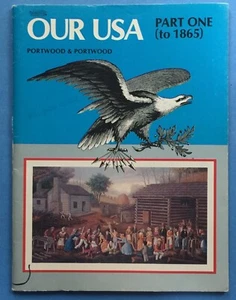 OUR USA
PART ONE
(to 1865)
PORTWOOD & PORTWOOD